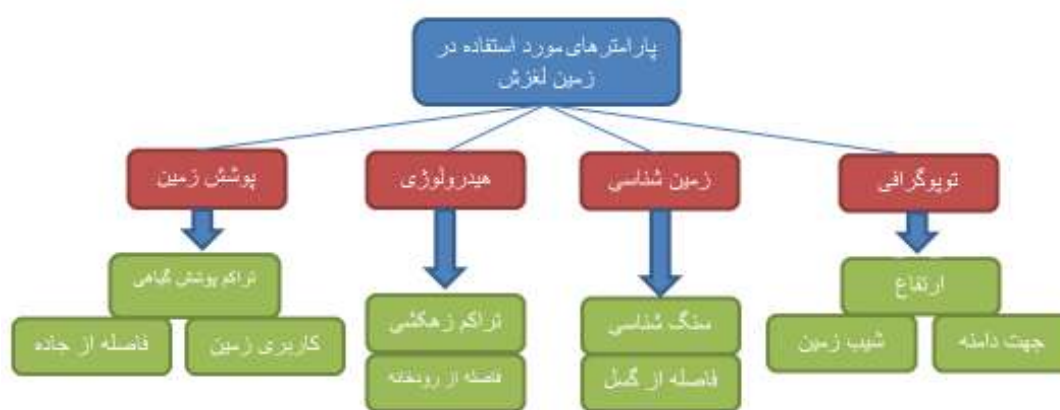 پارامترهای مورد استفاده در
زمین لغزش
توپوگرافی
زمین شناسی
هیدرولوژی
پوشش زمین
ارتفاع
جهت دامنه
شیب زمین
سنگ شناسی
فاصله از گسل
تراکم زهکشی
فاصله از رودخانه
تراکم پوشش گیاهی
کاربری زمین
فاصله از جاده